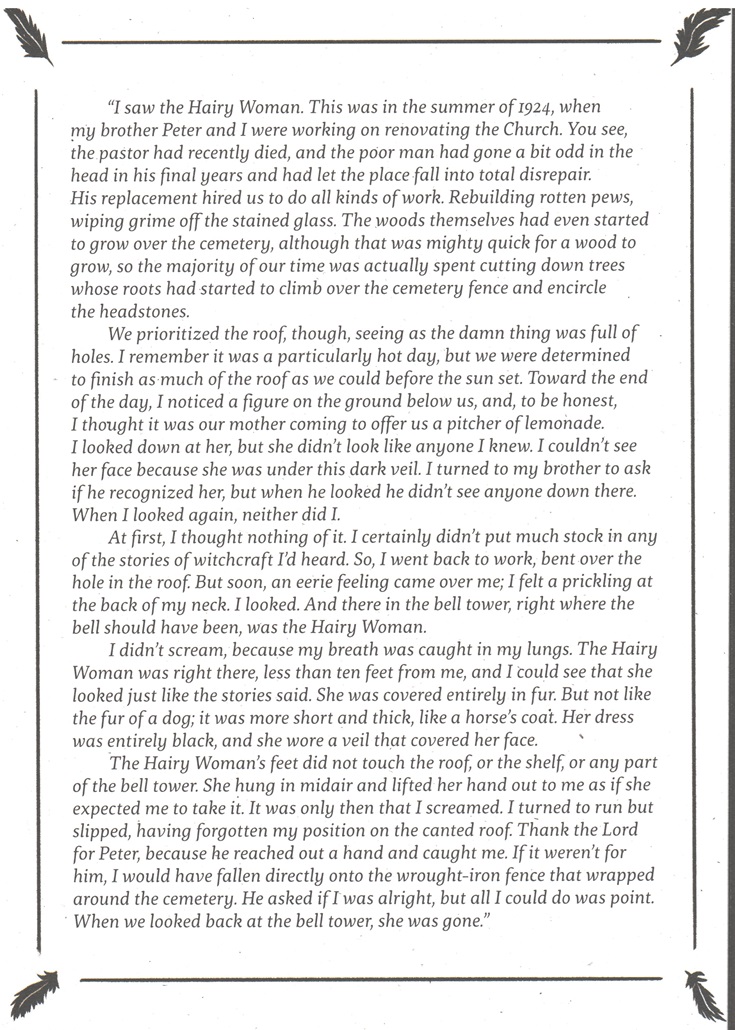 “I saw the Hairy Woman. This was in the summer of 1924, when
my brother Peter and I were working on renovating the Church. You see,
the pastor had recently died, and the poor man had gone a bit odd in the
head in his final years and had let the place fall into total disrepair.
His replacement hired us to do all kinds of work. Rebuilding rotten pews,
wiping grime off the stained glass. The woods themselves had even started
to grow over the cemetery, although that was mighty quick for a wood to
grow, so the majority of our time was actually spent cutting down trees
whose roots had started to climb over the cemetery fence and encircle
the headstones.
We prioritized the roof, though, seeing as the damn thing was full of
holes. I remember it was a particularly hot day, but we were determined
to finish as much of the roof as we could before the sun set. Toward the end
of the day, I noticed a figure on the ground below us, and, to be honest,
I thought it was our mother coming to offer us a pitcher of lemonade.
I looked down at her, but she didn’t look like anyone I knew. I couldn’t see
her face because she was under this dark veil. I turned to my brother to ask
if he recognized her, but when he looked he didn’t see anyone down there.
When I looked again, neither did I.
At first, I thought nothing of it. I certainly didn’t put much stock in any
of the stories of witchcraft I’d heard. So, I went back to work, bent over the
hole in the roof. But soon, an eerie feeling came over me; I felt a prickling at
the back of my neck. I looked. And there in the bell tower, right where the
bell should have been, was the Hairy Woman.
I didn’t scream, because my breath was caught in my lungs. The Hairy
Woman was right there, less than ten feet from me, and I could see that she
looked just like the stories said. She was covered entirely in fur. But not like
the fur of a dog; it was more short and thick, like a horse’s coat. Her dress
was entirely black, and she wore a veil that covered her face.
The Hairy Woman’s feet did not touch the roof, or the shelf, or any part
of the bell tower. She hung in midair and lifted her hand out to me as if she
expected me to take it. It was only then that I screamed. I turned to run but
slipped, having forgotten my position on the canted roof. Thank the Lord
for Peter, because he reached out a hand and caught me. If it weren’t for
him, I would have fallen directly onto the wrought-iron fence that wrapped
around the cemetery. He asked if I was alright, but all I could do was point.
When we looked back at the bell tower, she was gone.”